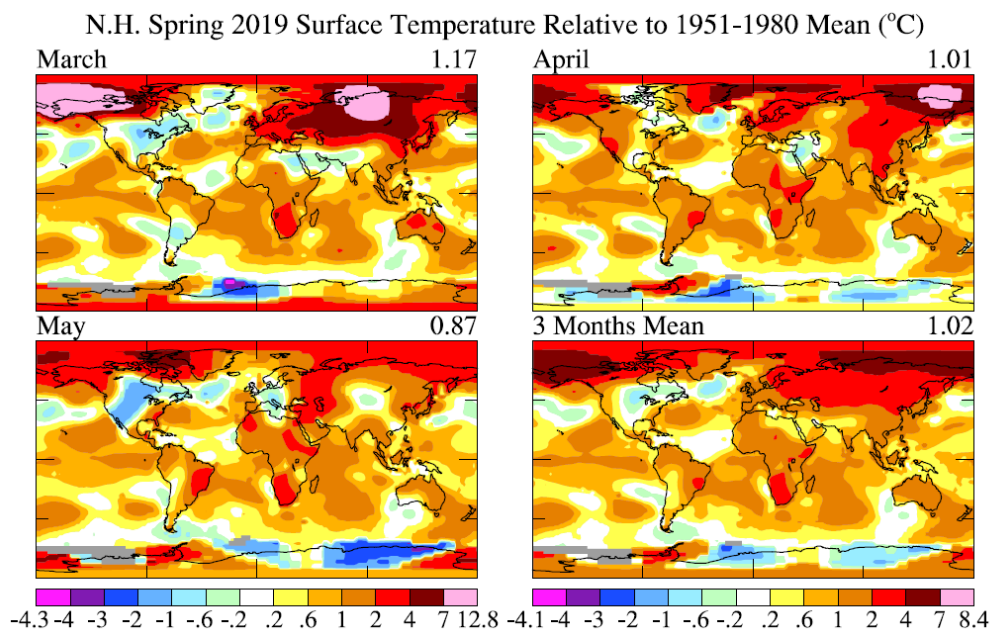 N.H. Spring 2019 Surface Temperature Relative to 1951-1980 Mean (°C)
March 1.17
April 1.01
May 0.87
3 Months Mean 1.02
-4.3 -4 -3 -2 -1 -.6 -.2 .2 .6 1 2 4 7 12.8
-4.1 -4 -3 -2 -1 -.6 -.2 .2 .6 1 2 4 7 8.4